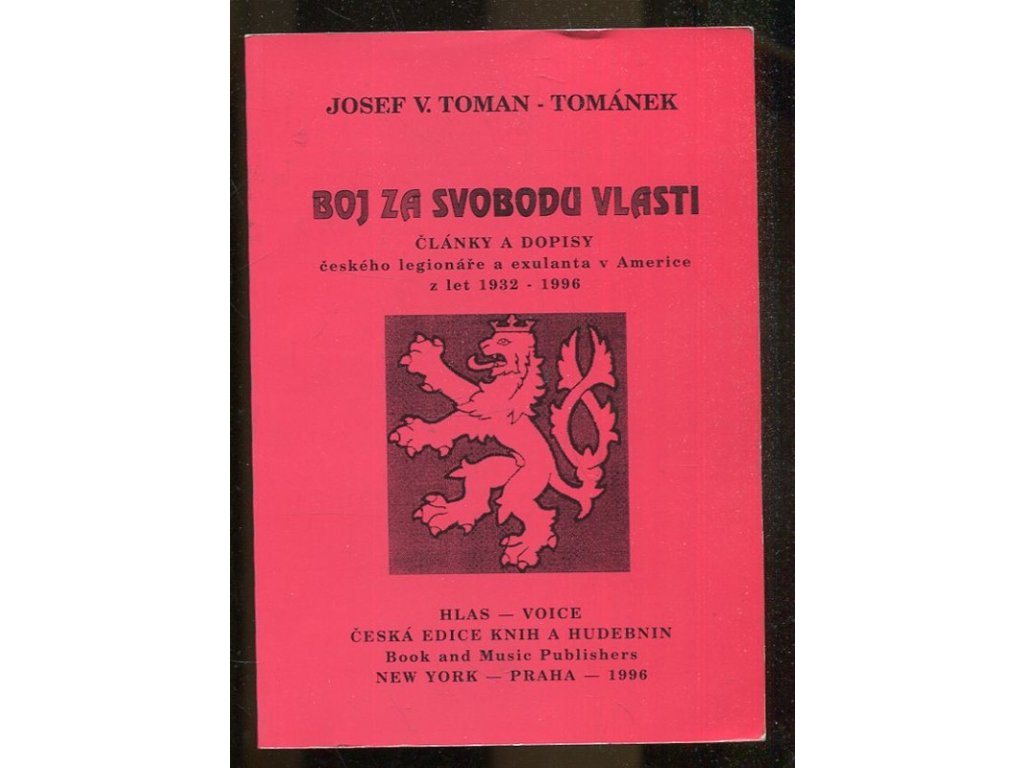 JOSEF V. TOMAN - TOMÁNEK
BOJ ZA SVOBODU VLASTI
ČLÁNKY A DOPISY
českého legionáře a exulanta v Americe
z let 1932 - 1996
HLAS — VOICE
ČESKÁ EDICE KNIH A HUDEBNIN
Book and Music Publishers
NEW YORK — PRAHA — 1996